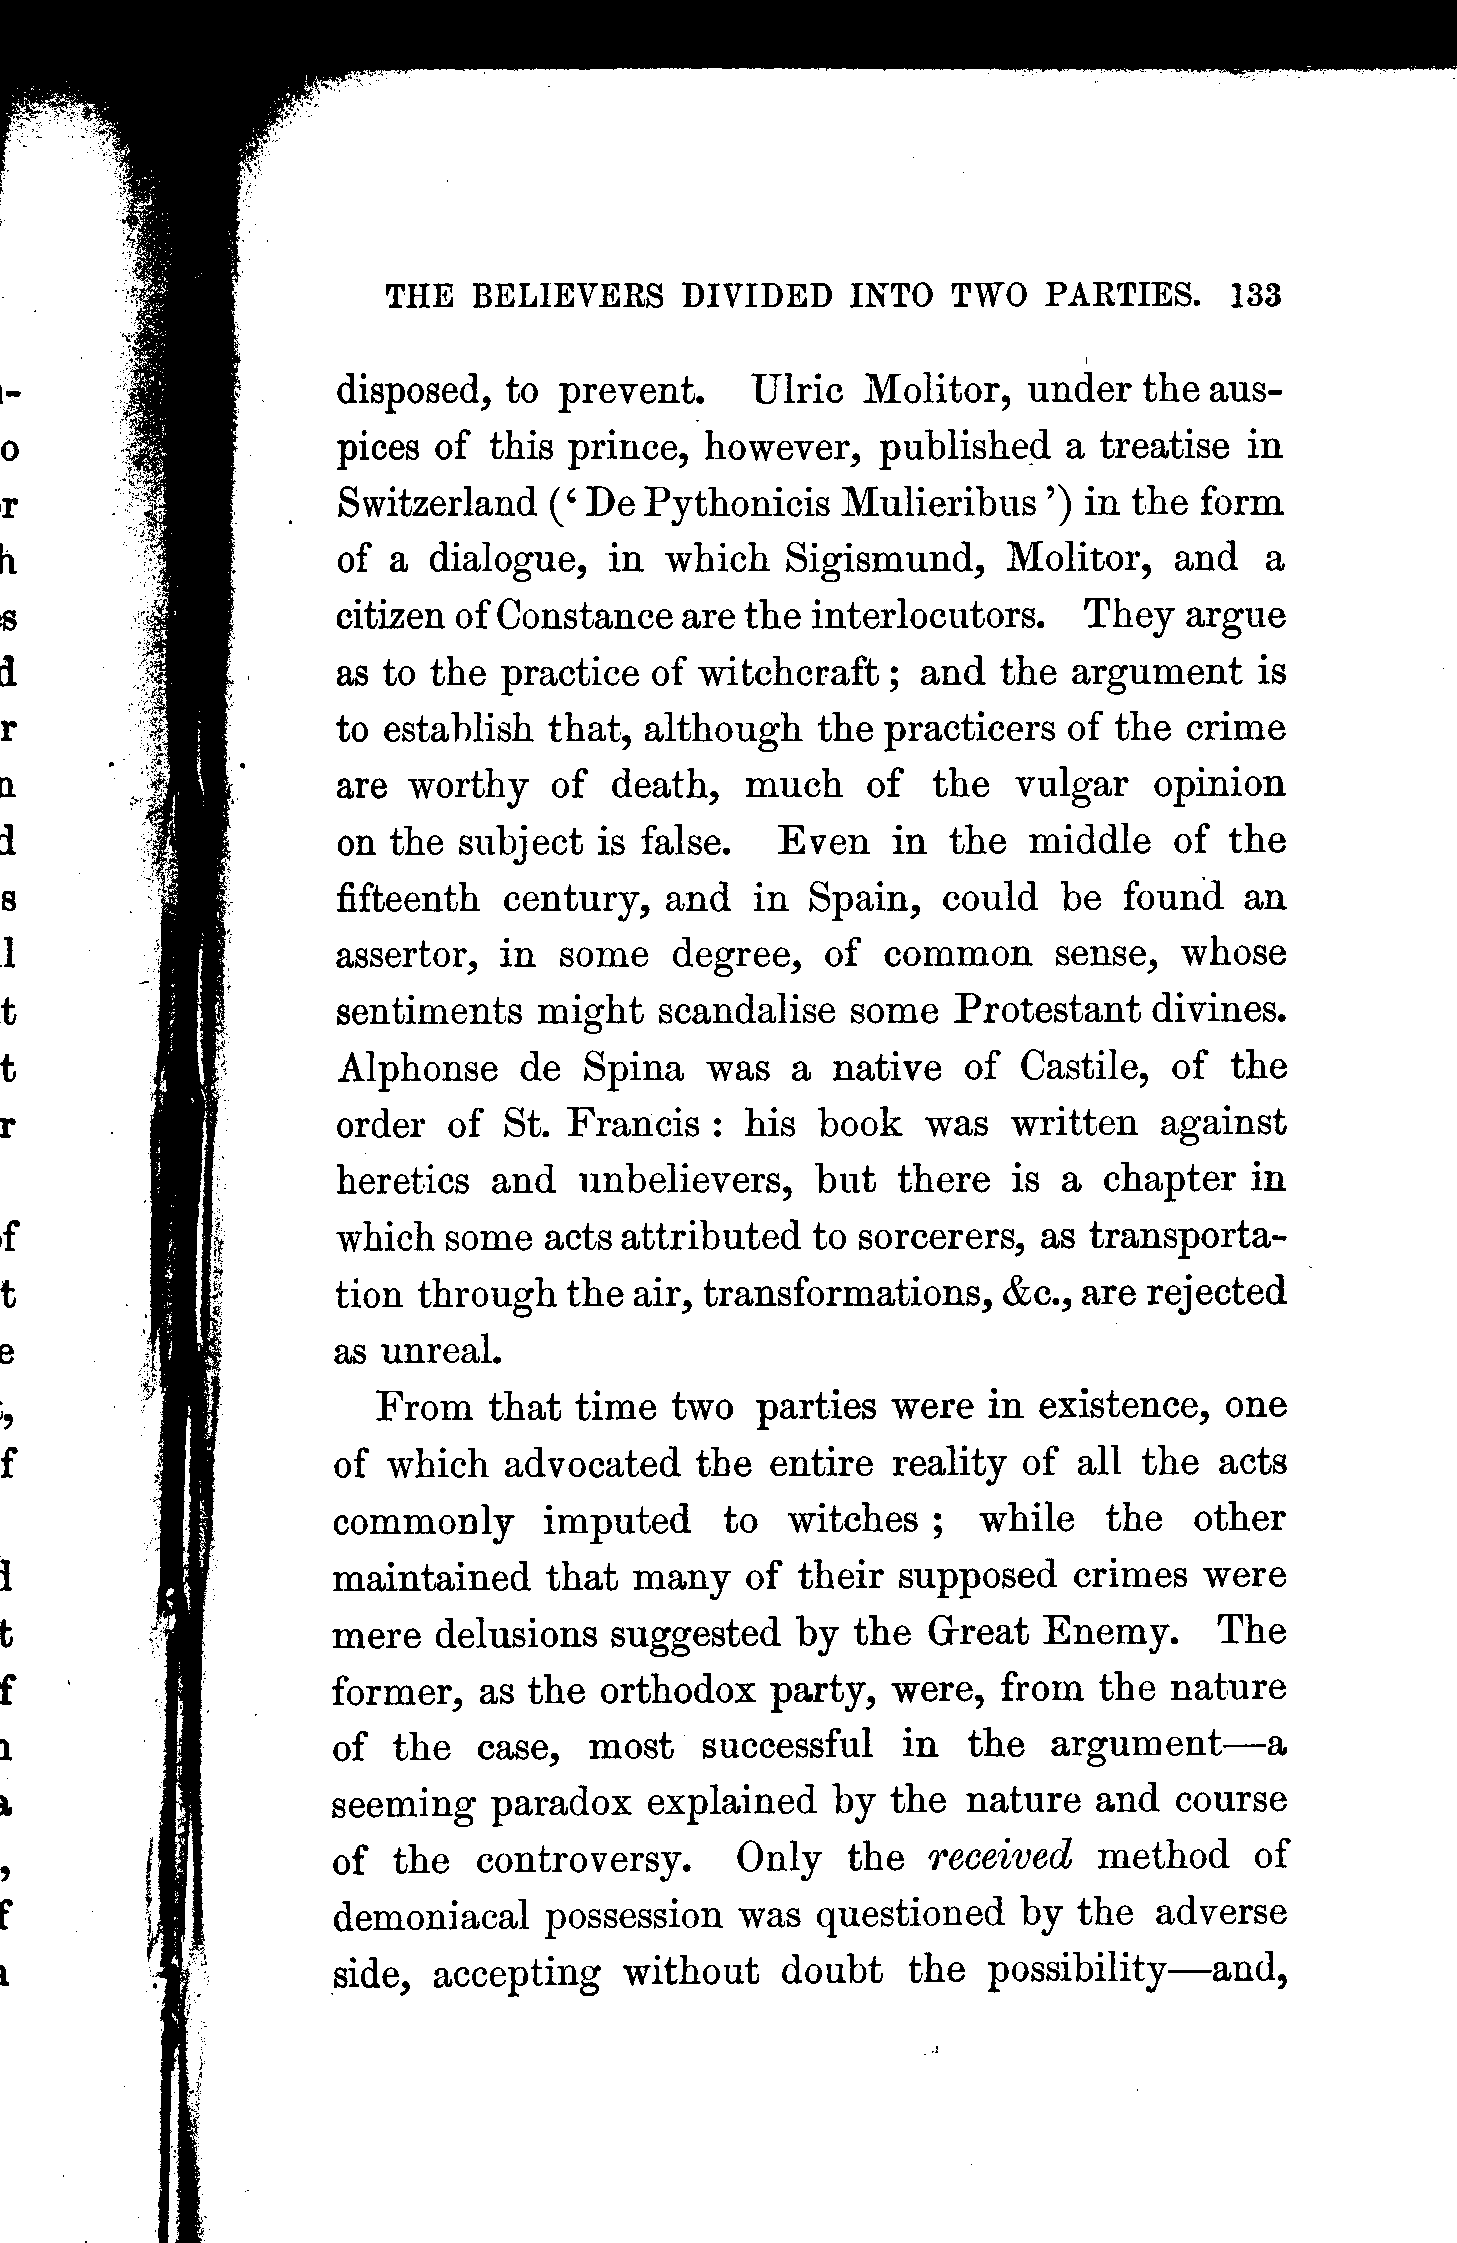 THE BELIEVERS DIVIDED INTO TWO PARTIES. 133
disposed, to prevent. Ulric Molitor, under the aus-
pices of this prince, however, published a treatise in
Switzerland (‘ De Pythonicis Mulieribus ’) in the form
of a dialogue, in which Sigismund, Molitor, and a
citizen of Constance are the interlocutors. They argue
as to the practice of witchcraft ; and the argument is
to establish that, although the practicers of the crime
are worthy of death, much of the vulgar opinion
on the subject is false. Even in the middle of the
fifteenth century, and in Spain, could be found an
assertor, in some degree, of common sense, whose
sentiments might scandalise some Protestant divines.
Alphonse de Spina was a native of Castile, of the
order of St. Francis : his book was written against
heretics and unbelievers, but there is a chapter in
which some acts attributed to sorcerers, as transporta-
tion through the air, transformations, &c., are rejected
as unreal.
From that time two parties were in existence, one
of which advocated the entire reality of all the acts
commonly imputed to witches ; while the other
maintained that many of their supposed crimes were
mere delusions suggested by the Great Enemy. The
former, as the orthodox party, were, from the nature
of the case, most successful in the argument—a
seeming paradox explained by the nature and course
of the controversy. Only the received method of
demoniacal possession was questioned by the adverse
side, accepting without doubt the possibility—and,